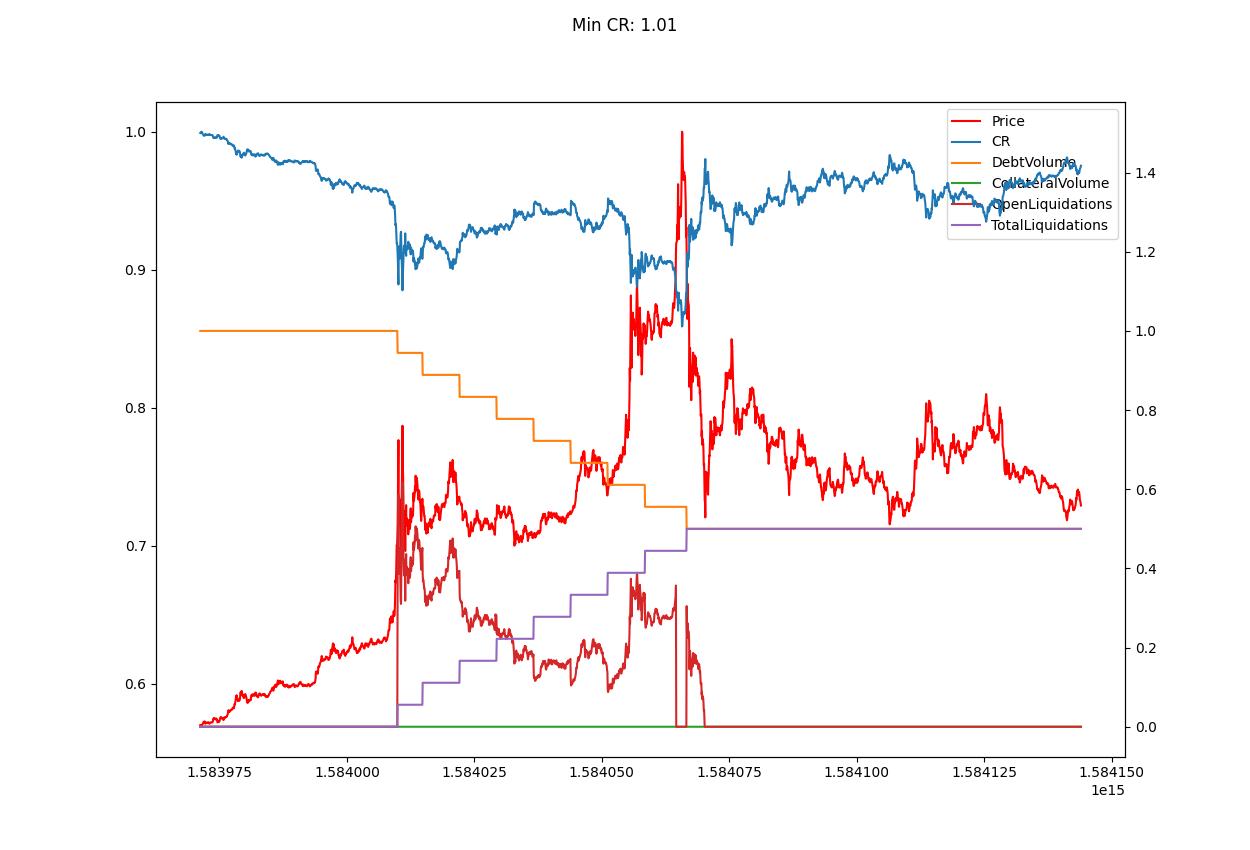 Min CR: 1.01
1.0
0.9
0.8
0.7
0.6
1.4
1.2
1.0
0.8
0.6
0.4
0.2
0.0
Price
CR
DebtVolume
CollateralVolume
OpenLiquidations
TotalLiquidations
1.583975 1.584000 1.584025 1.584050 1.584075 1.584100 1.584125 1.584150
1e15